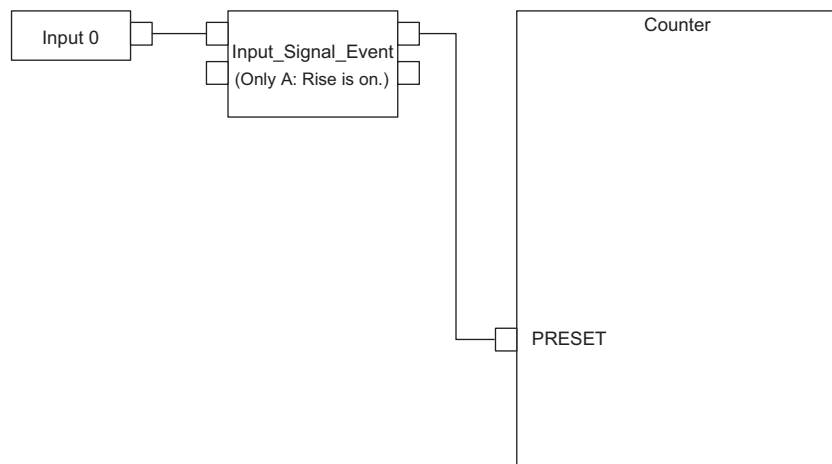 Input 0
Input_Signal_Event
(Only A: Rise is on.)
Counter
PRESET